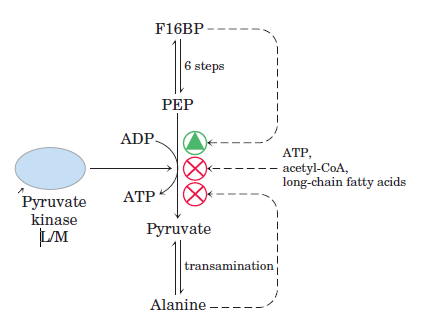 F16BP
6 steps
PEP
ADP
ATP,
acetyl-CoA,
long-chain fatty acids
ATP
Pyruvate
kinase
L/M
Pyruvate
transamination
Alanine